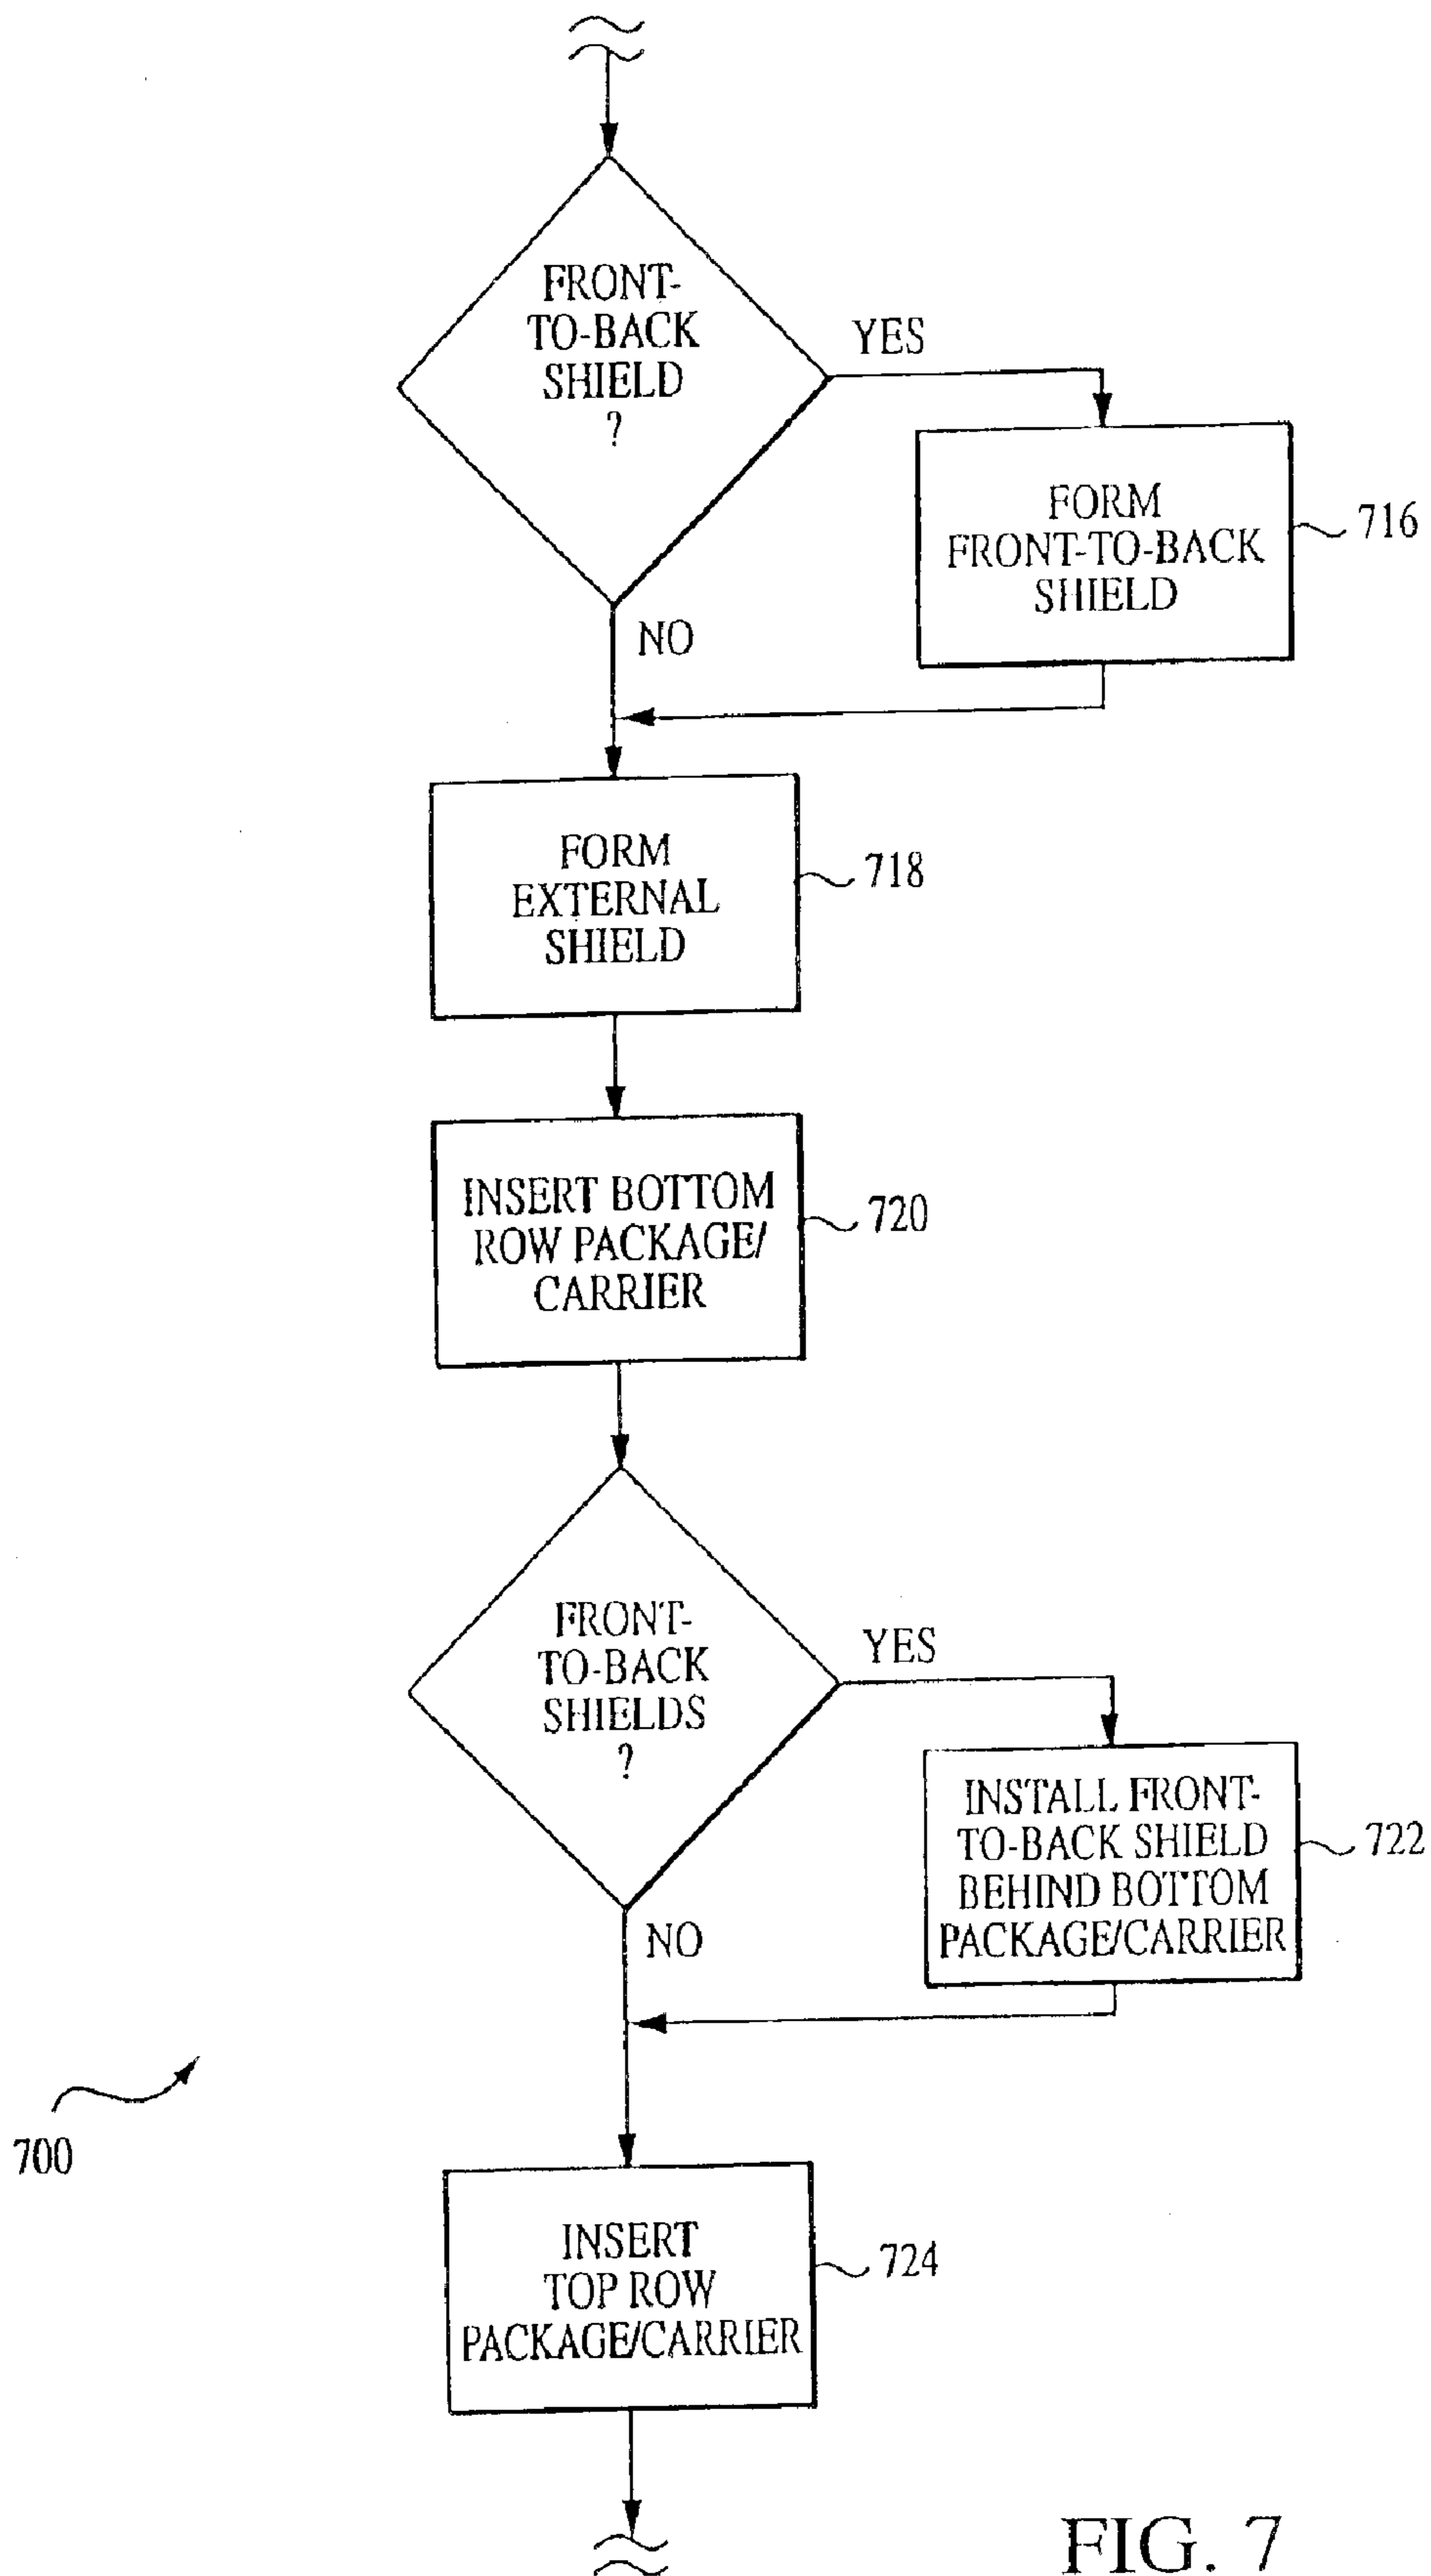 FRONT-
TO-BACK
SHIELD
?
YES
FORM
FRONT-TO-BACK
SHIELD
716
NO
FORM
EXTERNAL
SHIELD
718
INSERT BOTTOM
ROW PACKAGE/
CARRIER
720
FRONT-
TO-BACK
SHIELDS
?
YES
INSTALL FRONT-
TO-BACK SHIELD
BEHIND BOTTOM
PACKAGE/CARRIER
722
NO
700
INSERT
TOP ROW
PACKAGE/CARRIER
724
FIG. 7